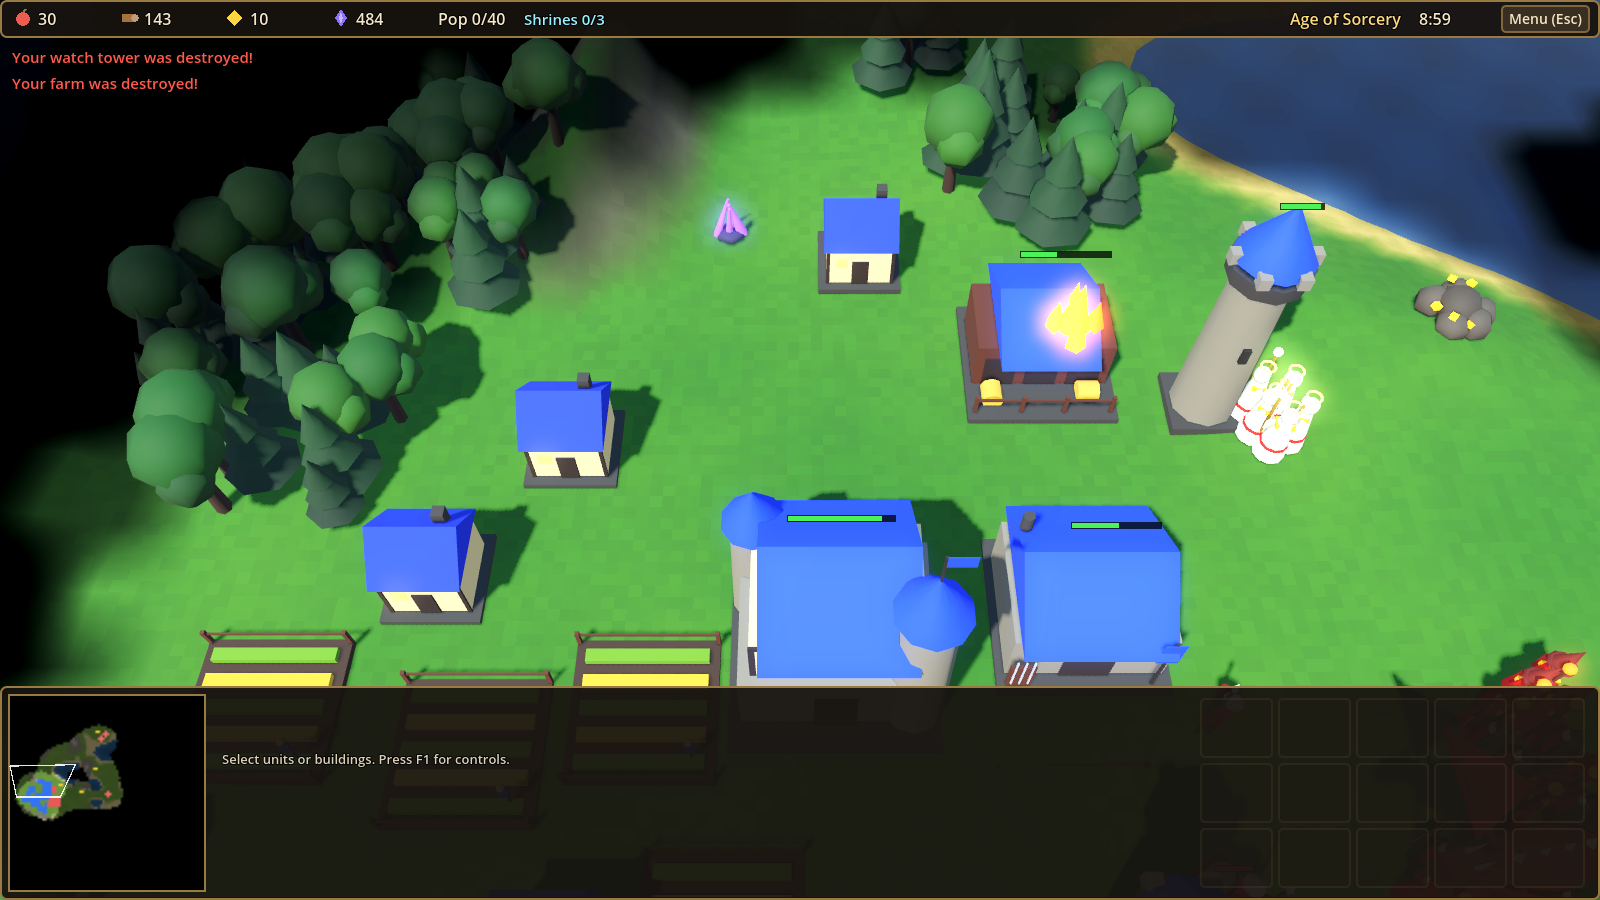 30
143
10
484
Pop 0/40
Shrines 0/3
Age of Sorcery
8:59
Menu (Esc)
Your watch tower was destroyed!
Your farm was destroyed!
Select units or buildings. Press F1 for controls.